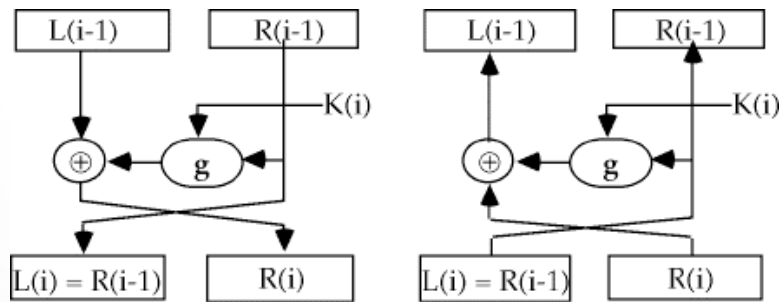 L(i-1) R(i-1) L(i-1) R(i-1)
K(i) K(i)
⊕ g ⊕ g
L(i) = R(i-1) R(i) L(i) = R(i-1) R(i)